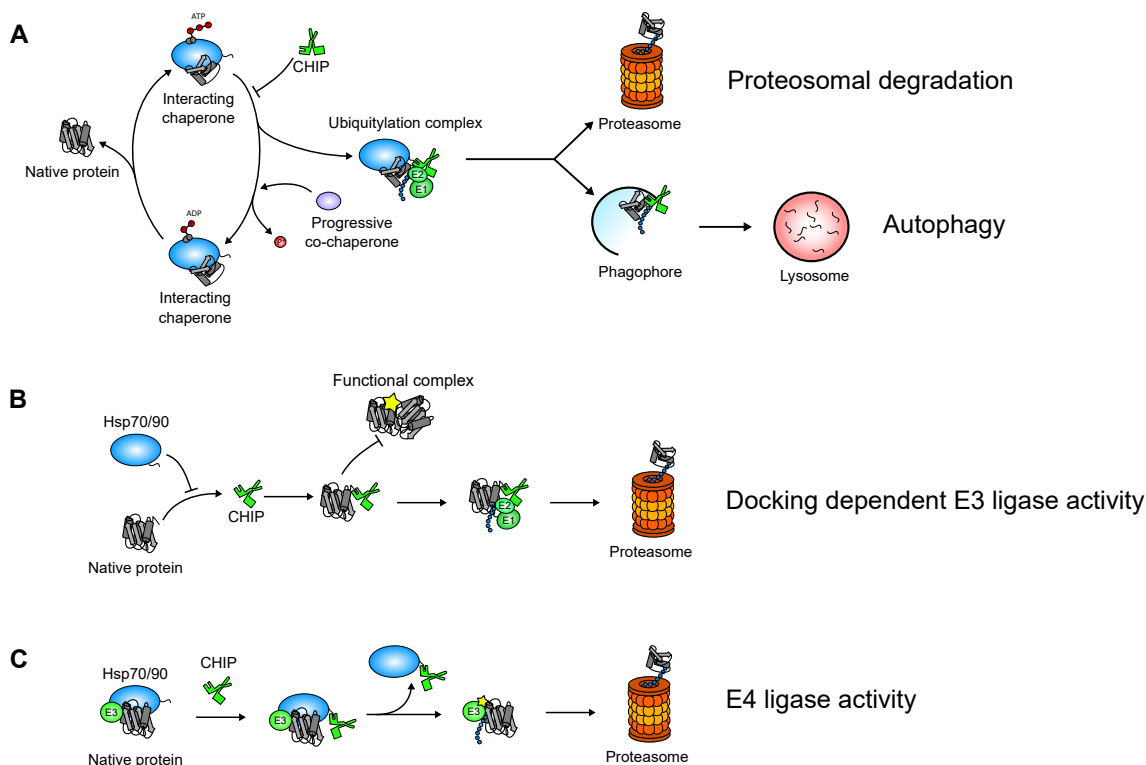 A
ATP
CHIP
Interacting
chaperone
Native protein
Ubiquitylation complex
E2
E1
Proteasome
Proteosomal degradation
ADP
Progressive
co-chaperone
Pi
Interacting
chaperone
Phagophore
Lysosome
Autophagy
B
Functional complex
Hsp70/90
CHIP
Native protein
E2
E1
Proteasome
Docking dependent E3 ligase activity
C
Hsp70/90
CHIP
E3
E3
E3
Native protein
Proteasome
E4 ligase activity